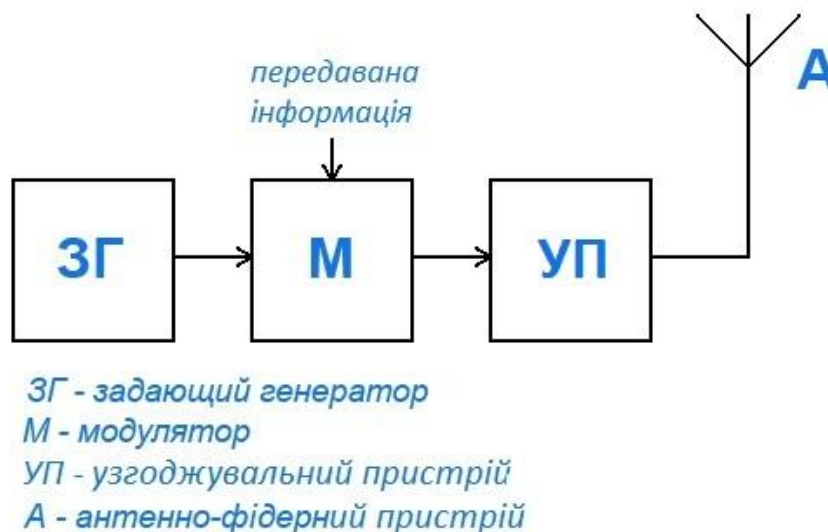 передавана
інформація
А
ЗГ
М
УП
ЗГ - задающий генератор
М - модулятор
УП - узгоджувальний пристрій
А - антенно-фідерний пристрій